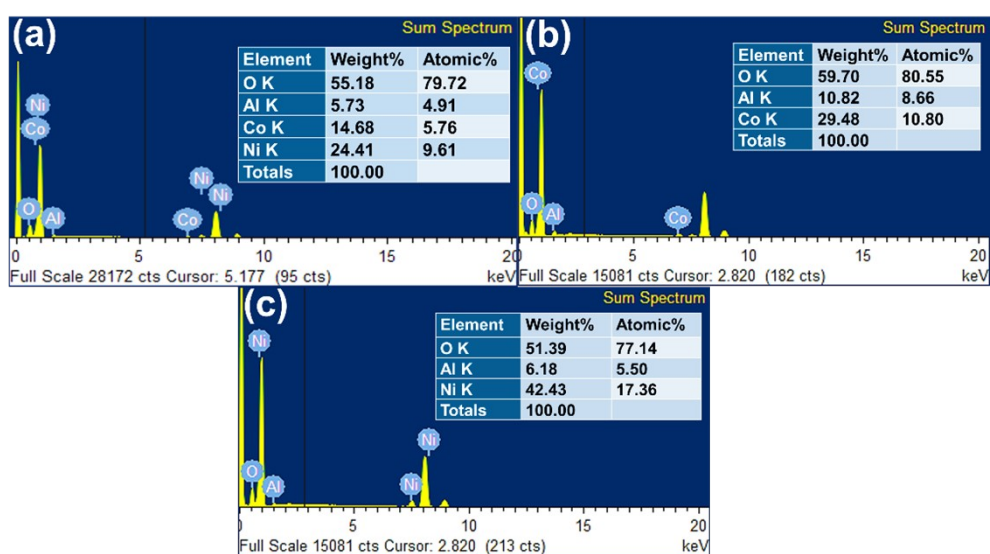 (a)
Sum Spectrum
Element Weight% Atomic%
O K 55.18 79.72
Al K 5.73 4.91
Co K 14.68 5.76
Ni K 24.41 9.61
Totals 100.00
Ni
Co
O
Al
Ni
Ni
Co
0 5 10 15 20
Full Scale 28172 cts Cursor: 5.177 (95 cts) keV
(b)
Sum Spectrum
Element Weight% Atomic%
O K 59.70 80.55
Al K 10.82 8.66
Co K 29.48 10.80
Totals 100.00
Co
O
Al
Co
0 5 10 15 20
Full Scale 15081 cts Cursor: 2.820 (182 cts) keV
(c)
Sum Spectrum
Element Weight% Atomic%
O K 51.39 77.14
Al K 6.18 5.50
Ni K 42.43 17.36
Totals 100.00
Ni
O
Al
Ni
Ni
0 5 10 15 20
Full Scale 15081 cts Cursor: 2.820 (213 cts) keV